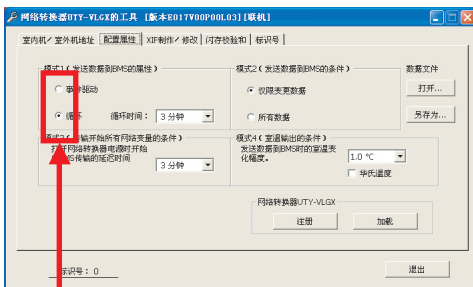 网络转换器UTY-VLGX的工具 [版本E017V00P00L03][联机]
室内机/室外机地址 配置属性 XIF制作/修改 闪存校验和 标识号
模式1(发送数据到BMS的属性)
驱动
循环 循环时间： 3 分钟
模式2(发送数据到BMS的条件)
仅限变更数据
所有数据
数据文件
打开...
另存为...
传输开始所有网络变量的条件)
网络转换器电源时开始
传输的延迟时间 3 分钟
模式4(室温输出的条件)
发送数据到BMS时的室温变
化幅度。 1.0 ℃
华氏温度
网络转换器UTY-VLGX
注册 加载
标识号： 0 退出